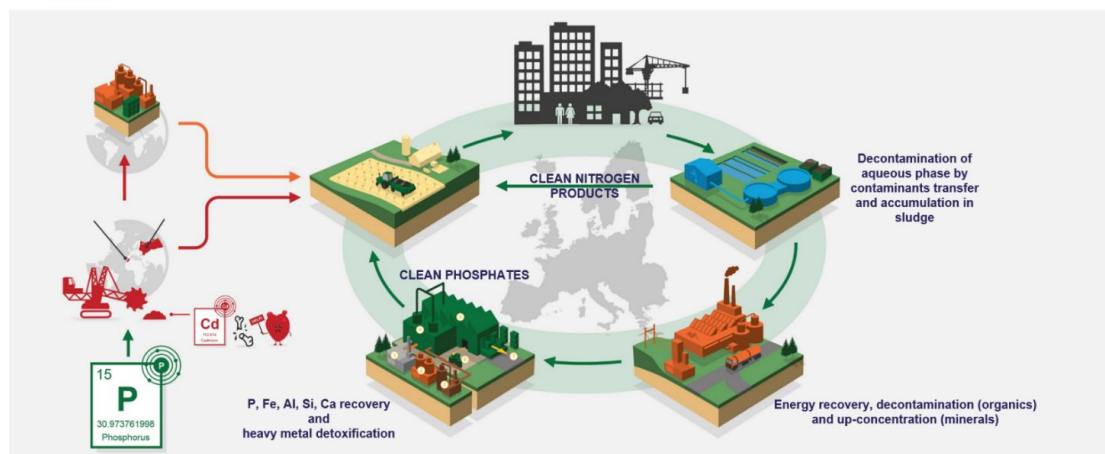 Decontamination of
aqueous phase by
contaminants transfer
and accumulation in
sludge
CLEAN NITROGEN
PRODUCTS
CLEAN PHOSPHATES
Cd
Cadmium
15
P
30.973761998
Phosphorus
P
P, Fe, Al, Si, Ca recovery
and
heavy metal detoxification
Energy recovery, decontamination (organics)
and up-concentration (minerals)